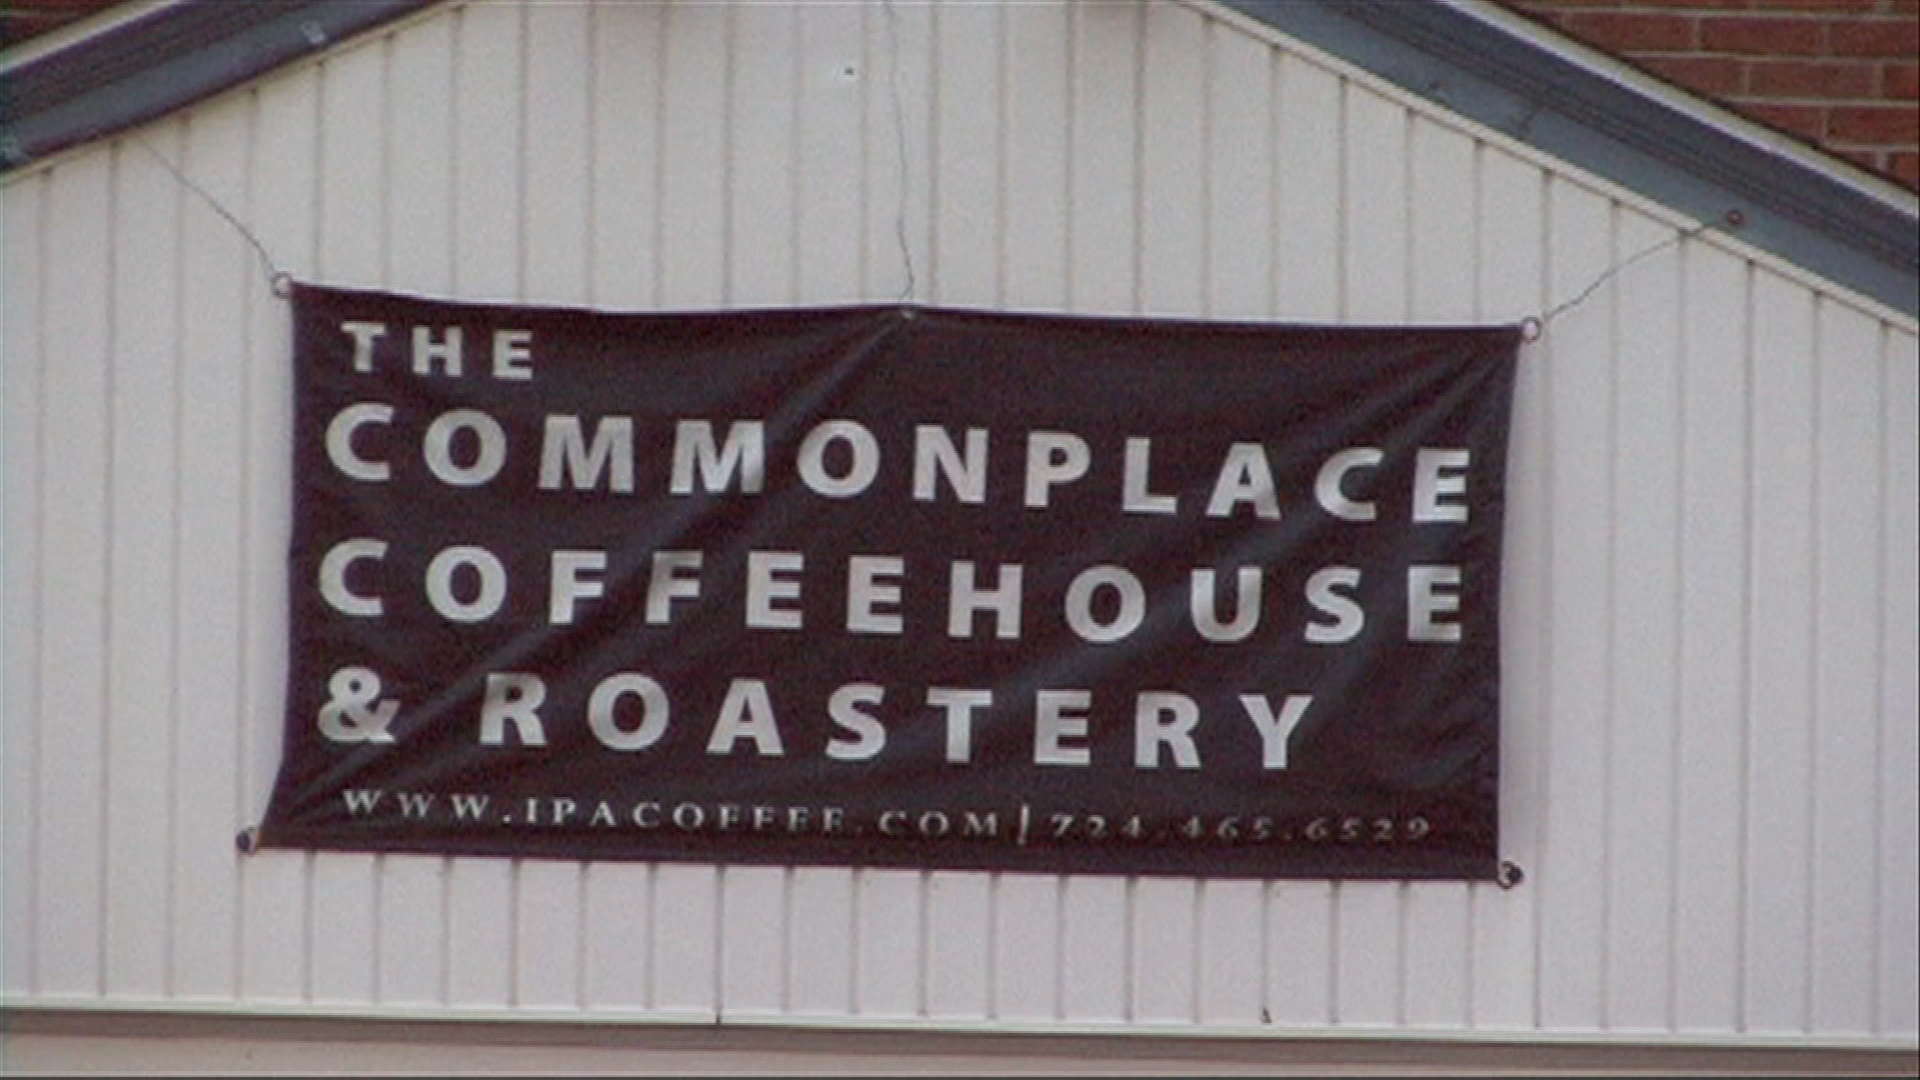 THE
COMMONPLACE
COFFEEHOUSE
& ROASTERY
WWW.IPACOFFEE.COM|724.465.6529